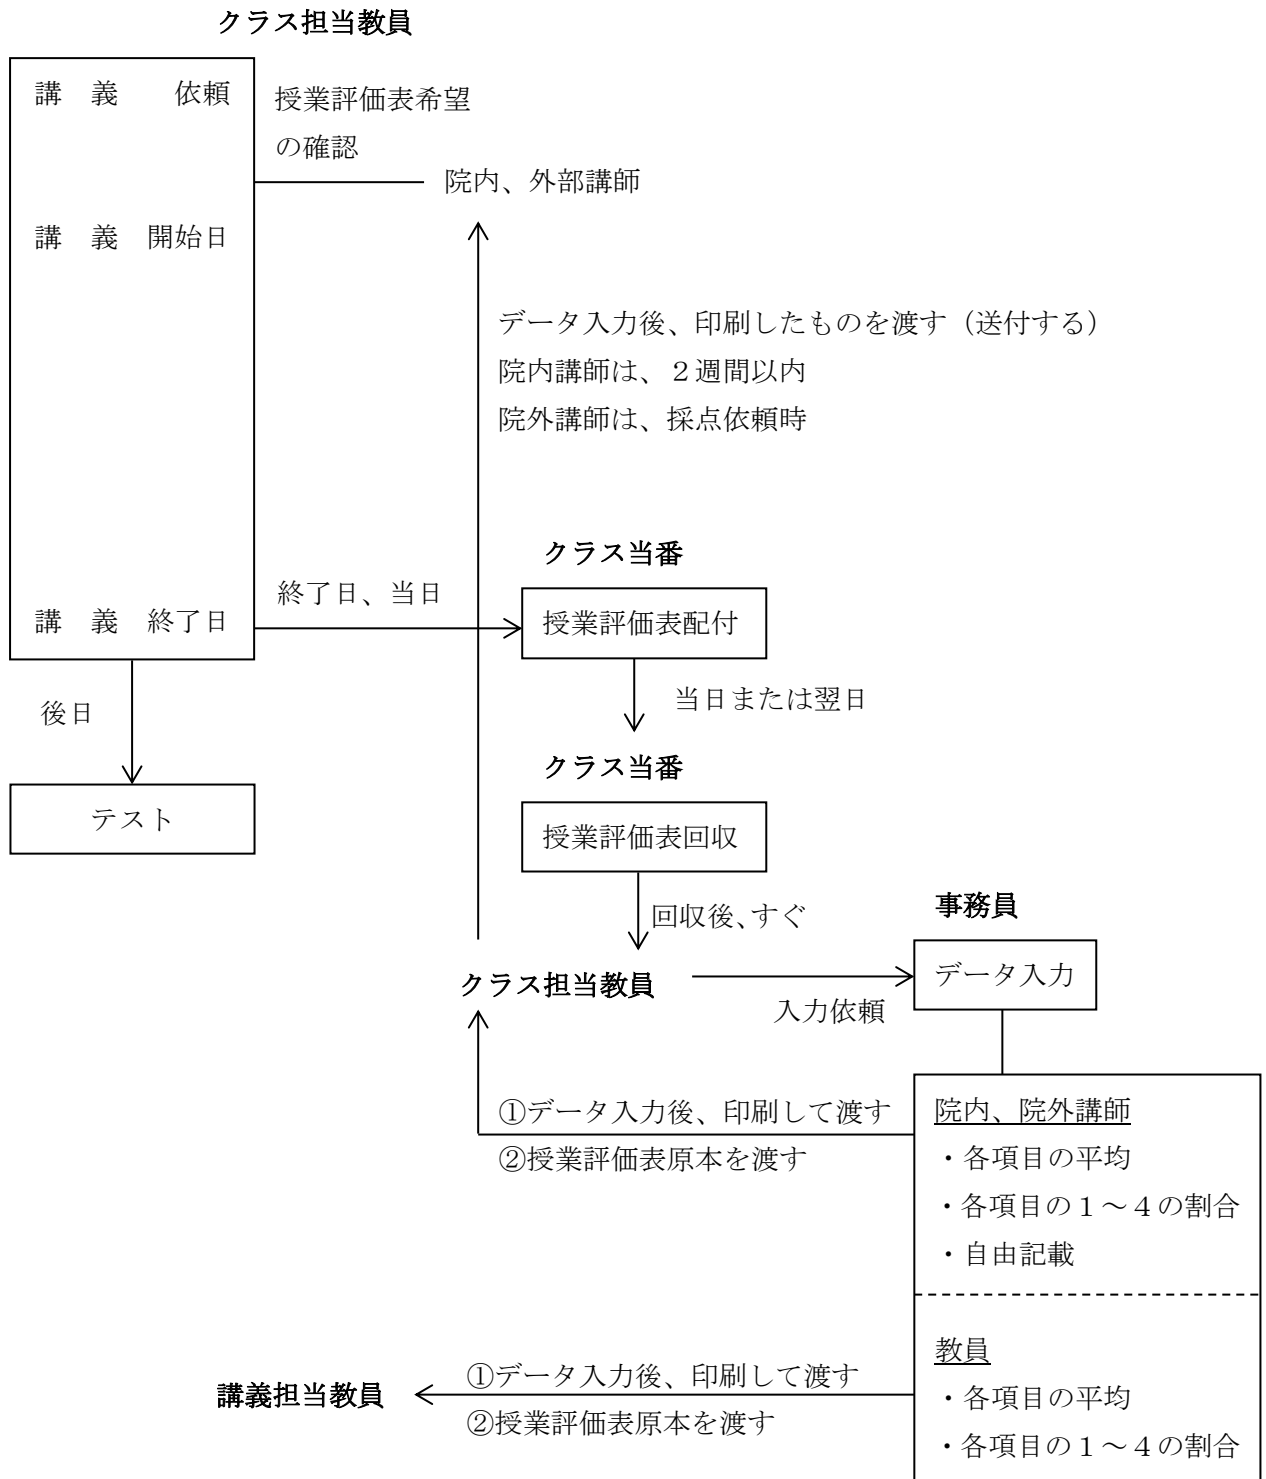 クラス担当教員
講　義　　依頼
授業評価表希望
の確認
院内、外部講師
講　義　開始日
データ入力後、印刷したものを渡す（送付する）
院内講師は、２週間以内
院外講師は、採点依頼時
クラス当番
終了日、当日
講　義　終了日
授業評価表配付
後日
当日または翌日
クラス当番
テスト
授業評価表回収
回収後、すぐ
事務員
クラス担当教員
データ入力
入力依頼
①データ入力後、印刷して渡す
②授業評価表原本を渡す
院内、院外講師
・各項目の平均
・各項目の１～４の割合
・自由記載
教員
①データ入力後、印刷して渡す
講義担当教員
②授業評価表原本を渡す
・各項目の平均
・各項目の１～４の割合